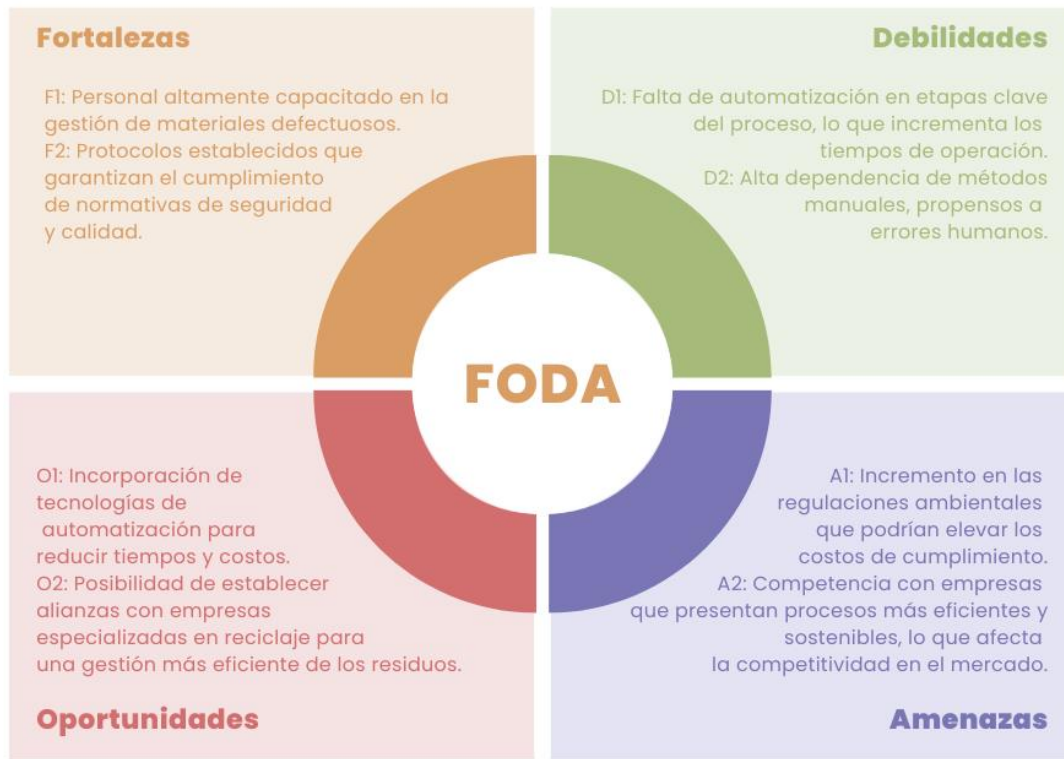 Fortalezas
F1: Personal altamente capacitado en la
gestión de materiales defectuosos.
F2: Protocolos establecidos que
garantizan el cumplimiento
de normativas de seguridad
y calidad.
Debilidades
D1: Falta de automatización en etapas clave
del proceso, lo que incrementa los
tiempos de operación.
D2: Alta dependencia de métodos
manuales, propensos a
errores humanos.
FODA
O1: Incorporación de
tecnologías de
automatización para
reducir tiempos y costos.
O2: Posibilidad de establecer
alianzas con empresas
especializadas en reciclaje para
una gestión más eficiente de los residuos.
Oportunidades
A1: Incremento en las
regulaciones ambientales
que podrían elevar los
costos de cumplimiento.
A2: Competencia con empresas
que presentan procesos más eficientes y
sostenibles, lo que afecta
la competitividad en el mercado.
Amenazas